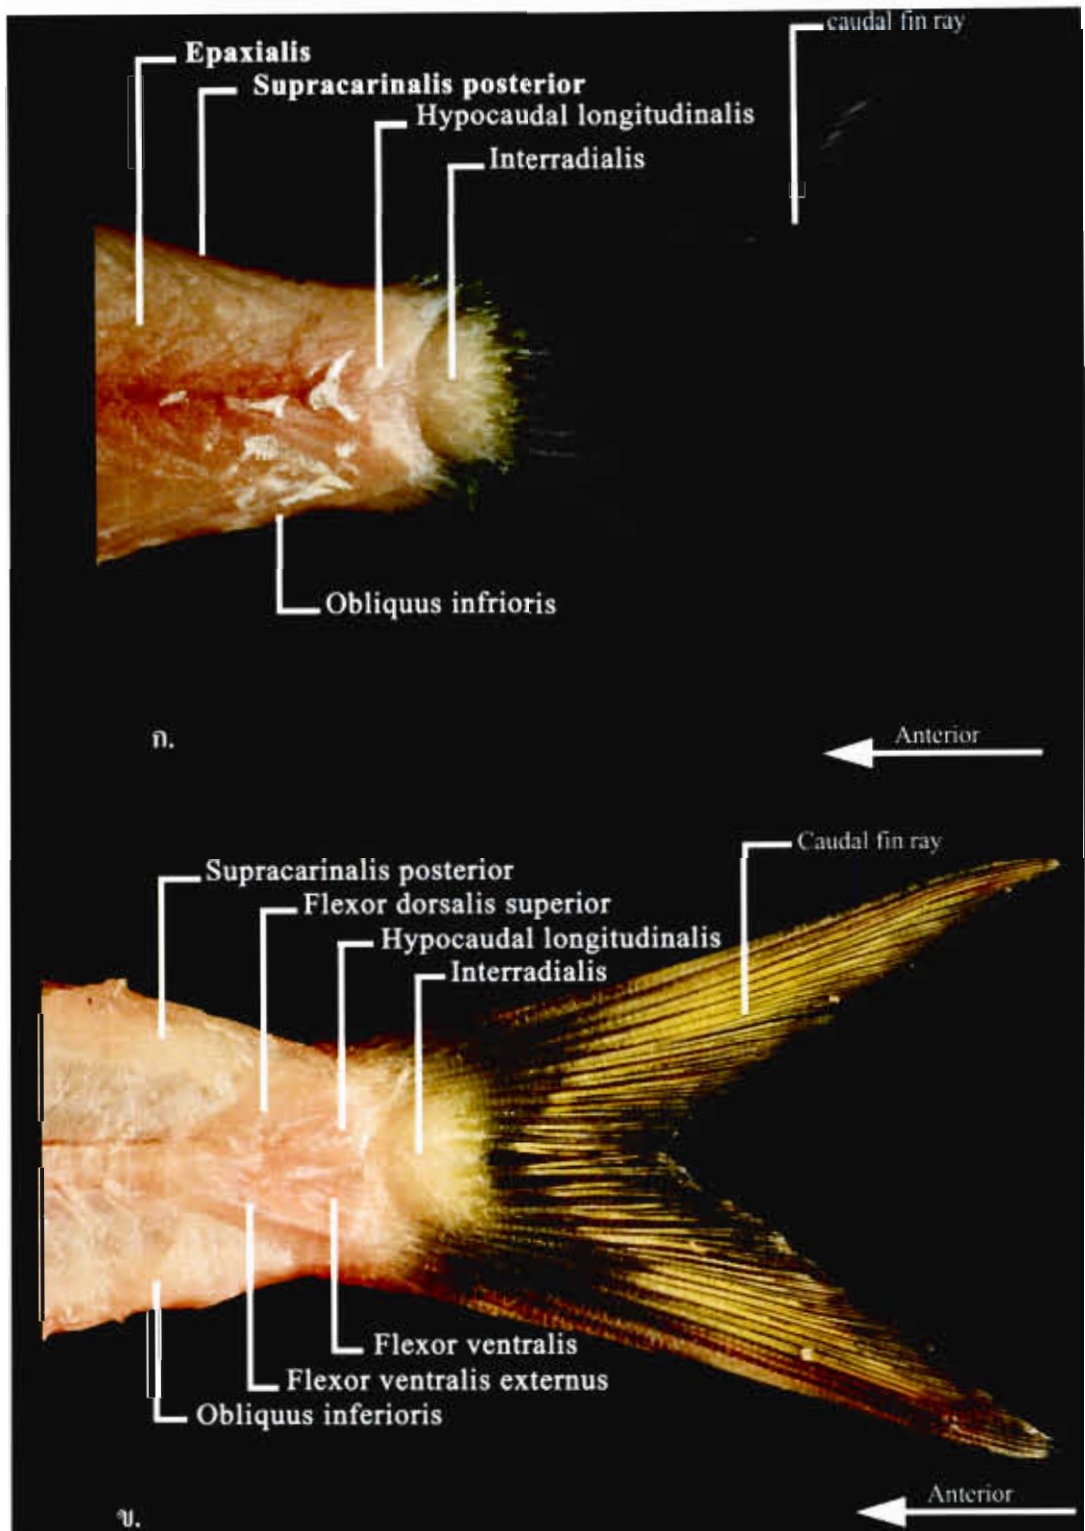 caudal fin ray
Epaxialis
Supracarinalis posterior
Hypocaudal longitudinalis
Interradialis
Obliquus infrioris
ก.
Anterior
Caudal fin ray
Supracarinalis posterior
Flexor dorsalis superior
Hypocaudal longitudinalis
Interradialis
Flexor ventralis
Flexor ventralis externus
Obliquus inferioris
ข.
Anterior